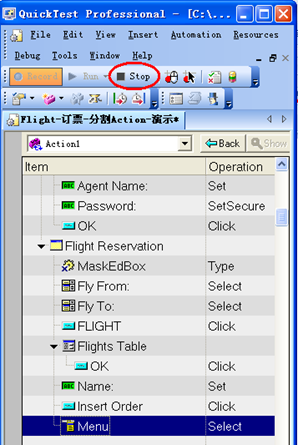 QuickTest Professional - [C:\...
File Edit View Insert Automation Resources
Debug Tools Window Help
Record Run Stop
Flight-订票-分割Action-演示*
Action1 Back Show
Item Operation
Agent Name: Set
Password: SetSecure
OK Click
Flight Reservation
MaskEdBox Type
Fly From: Select
Fly To: Select
FLIGHT Click
Flights Table
OK Click
Name: Set
Insert Order Click
Menu Select